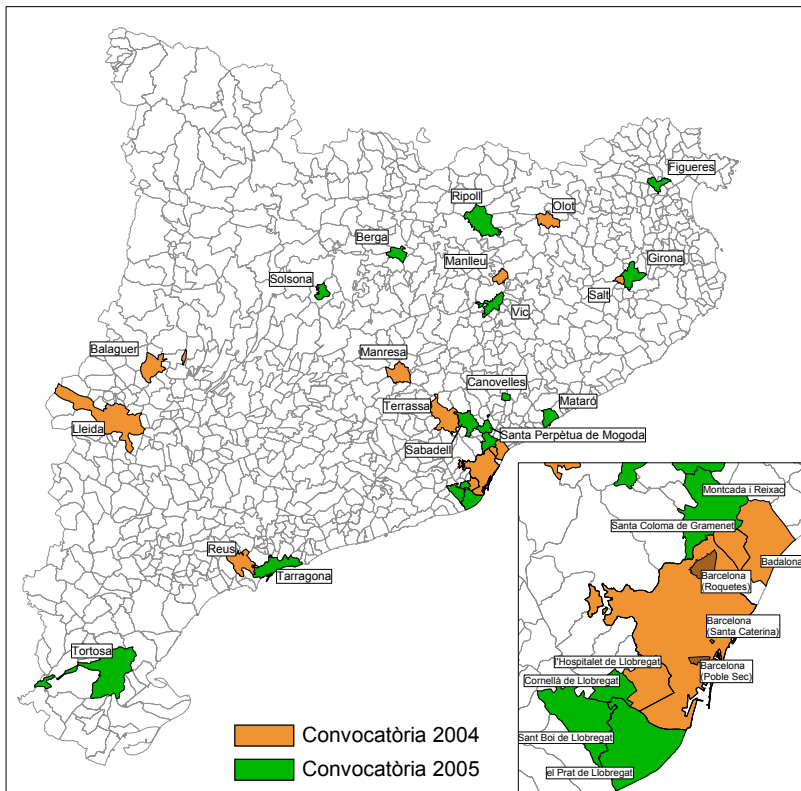 Figueres
Ripoll
Olot
Berga
Manlleu
Girona
Solsona
Salt
Vic
Balaguer
Manresa
Canovelles
Terrassa
Mataró
Lleida
Santa Perpètua de Mogoda
Sabadell
Reus
Tarragona
Tortosa
Convocatòria 2004
Convocatòria 2005
Montcada i Reixac
Santa Coloma de Gramenet
Badalona
Barcelona
(Roquetes)
Barcelona
(Santa Caterina)
l'Hospitalet de Llobregat
Barcelona
(Poble Sec)
Cornellà de Llobregat
Sant Boi de Llobregat
el Prat de Llobregat